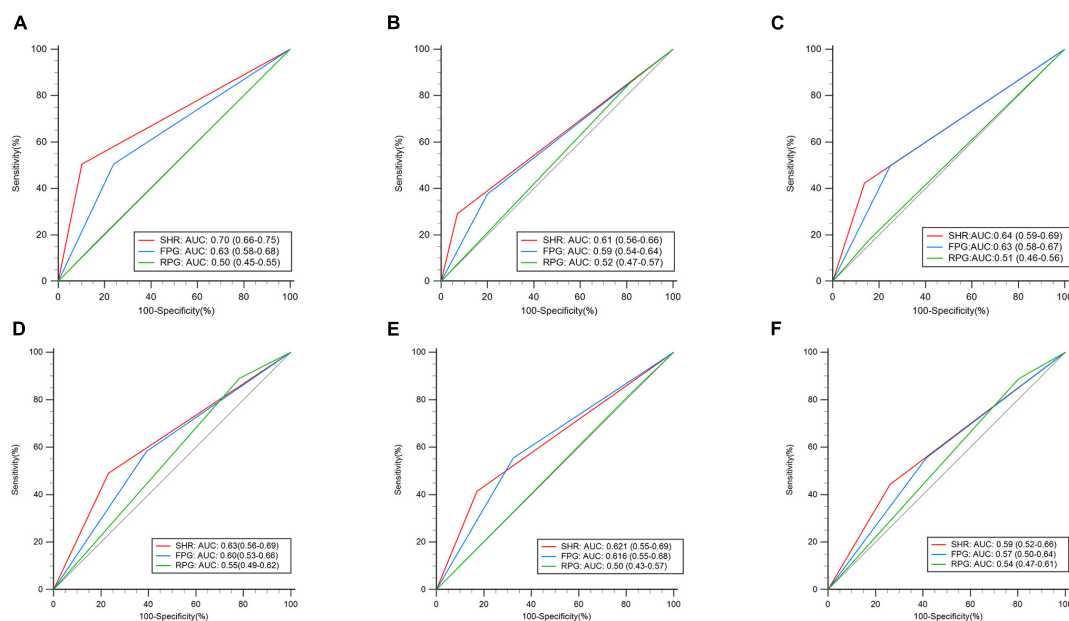 A
B
C
100
80
60
40
20
0
Sensitivity(%)
SHR: AUC: 0.70 (0.66-0.75)
FPG: AUC: 0.63 (0.58-0.68)
RPG: AUC: 0.50 (0.45-0.55)
0 20 40 60 80 100
100-Specificity(%)
100
80
60
40
20
0
Sensitivity(%)
SHR: AUC: 0.61 (0.56-0.66)
FPG: AUC: 0.59 (0.54-0.64)
RPG: AUC: 0.52 (0.47-0.57)
0 20 40 60 80 100
100-Specificity(%)
100
80
60
40
20
0
Sensitivity(%)
SHR:AUC:0.64 (0.59-0.69)
FPG:AUC:0.63 (0.58-0.67)
RPG:AUC:0.51 (0.46-0.56)
0 20 40 60 80 100
100-Specificity(%)
D
E
F
100
80
60
40
20
0
Sensitivity(%)
SHR: AUC: 0.63(0.56-0.69)
FPG: AUC: 0.60(0.53-0.66)
RPG: AUC: 0.55(0.49-0.62)
0 20 40 60 80 100
100-Specificity(%)
100
80
60
40
20
0
Sensitivity(%)
SHR: AUC: 0.621 (0.55-0.69)
FPG: AUC: 0.616 (0.55-0.68)
RPG: AUC: 0.50 (0.43-0.57)
0 20 40 60 80 100
100-Specificity(%)
100
80
60
40
20
0
Sensitivity(%)
SHR: AUC: 0.59 (0.52-0.66)
FPG: AUC: 0.57 (0.50-0.64)
RPG: AUC: 0.54 (0.47-0.61)
0 20 40 60 80 100
100-Specificity(%)